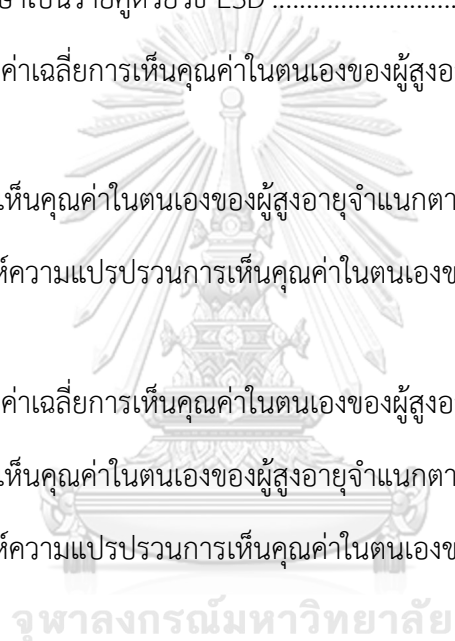 ษาเป็นรายคู่ด้วยวิธี LSD ........................
ค่าเฉลี่ยการเห็นคุณค่าในตนเองของผู้สูงอ
เห็นคุณค่าในตนเองของผู้สูงอายุจำแนกตา
ห์ความแปรปรวนการเห็นคุณค่าในตนเองข
ค่าเฉลี่ยการเห็นคุณค่าในตนเองของผู้สูงอ
เห็นคุณค่าในตนเองของผู้สูงอายุจำแนกตา
ห์ความแปรปรวนการเห็นคุณค่าในตนเองข
จุฬาลงกรณ์มหาวิทยาลัย